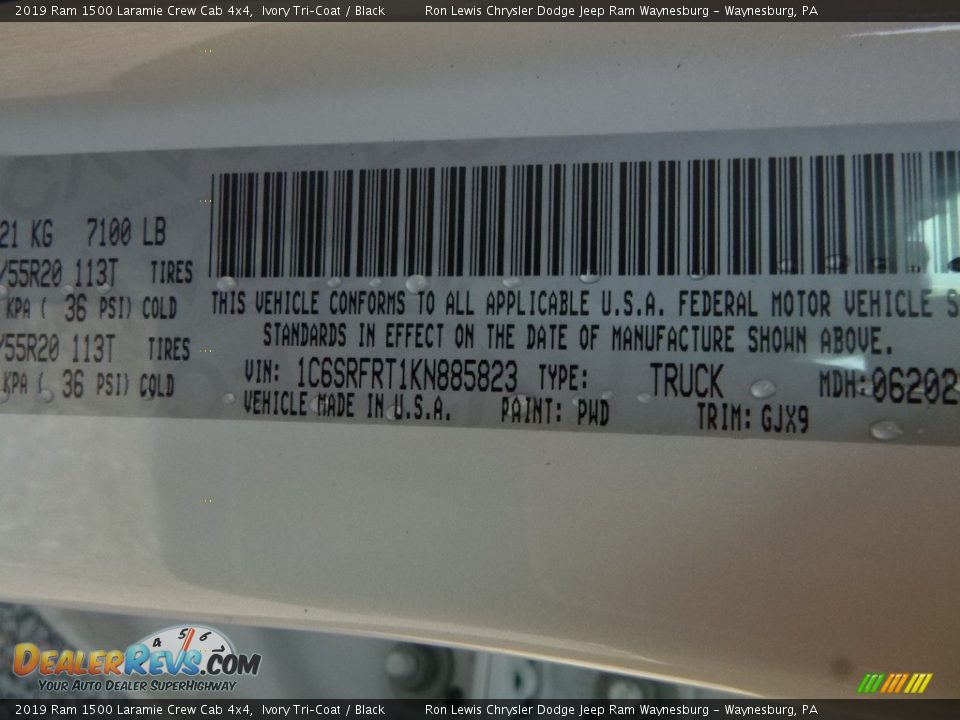 2019 Ram 1500 Laramie Crew Cab 4x4, Ivory Tri-Coat / Black Ron Lewis Chrysler Dodge Jeep Ram Waynesburg - Waynesburg, PA
21 KG 7100 LB
/55R20 113T TIRES
KPA ( 36 PSI) COLD
/55R20 113T TIRES
KPA ( 36 PSI) COLD
THIS VEHICLE CONFORMS TO ALL APPLICABLE U.S.A. FEDERAL MOTOR VEHICLE S
STANDARDS IN EFFECT ON THE DATE OF MANUFACTURE SHOWN ABOVE.
VIN: 1C6SRFRT1KN885823 TYPE: TRUCK MDH: 06202
VEHICLE MADE IN U.S.A. PAINT: PWD TRIM: GJX9
4 5 6
DealerRevs.com
Your Auto Dealer SuperHighway
2019 Ram 1500 Laramie Crew Cab 4x4, Ivory Tri-Coat / Black Ron Lewis Chrysler Dodge Jeep Ram Waynesburg - Waynesburg, PA